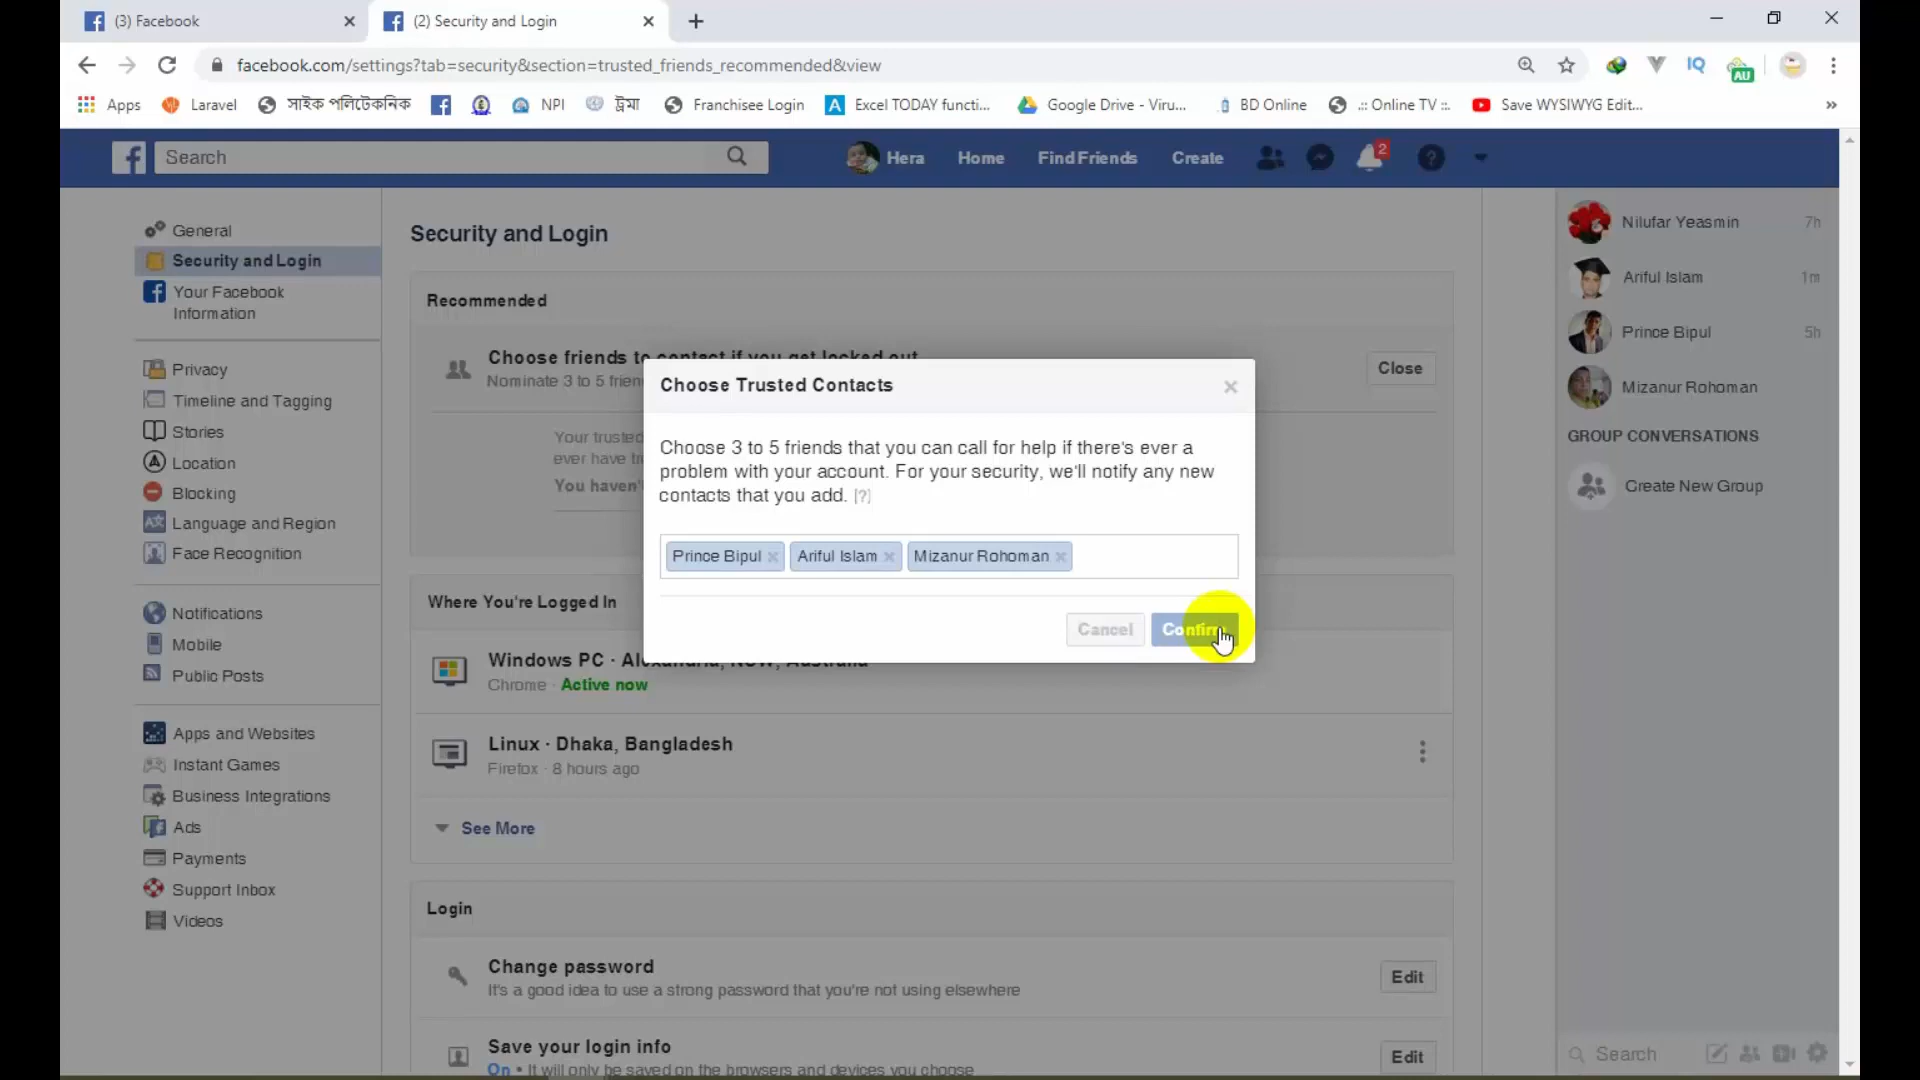 (3) Facebook
(2) Security and Login
facebook.com/settings?tab=security&section=trusted_friends_recommended&view
AU
Apps
Laravel
সাইক পলিটেকনিক
NPI
ট্রমা
Franchisee Login
Excel TODAY functi...
Google Drive - Viru...
BD Online
.:: Online TV ::.
Save WYSIWYG Edit...
»
Search
Hera
Home
Find Friends
Create
2
General
Security and Login
Your Facebook
Information
Privacy
Timeline and Tagging
Stories
Location
Blocking
Language and Region
Face Recognition
Notifications
Mobile
Public Posts
Apps and Websites
Instant Games
Business Integrations
Ads
Payments
Support Inbox
Videos
Security and Login
Recommended
Choose friends to contact if you get locked out
Nominate 3 to 5 frien
Close
Your trusted
ever have tr
You haven'
Choose Trusted Contacts
Choose 3 to 5 friends that you can call for help if there's ever a
problem with your account. For your security, we'll notify any new
contacts that you add. [?]
Prince Bipul
Ariful Islam
Mizanur Rohoman
Cancel
Confirm
Where You're Logged In
Windows PC · Alexandria, NSW, Australia
Chrome · Active now
Linux · Dhaka, Bangladesh
Firefox · 8 hours ago
See More
Login
Change password
It's a good idea to use a strong password that you're not using elsewhere
Edit
Save your login info
On • It will only be saved on the browsers and devices you choose
Edit
Nilufar Yeasmin 7h
Ariful Islam 1m
Prince Bipul 5h
Mizanur Rohoman
GROUP CONVERSATIONS
Create New Group
Search